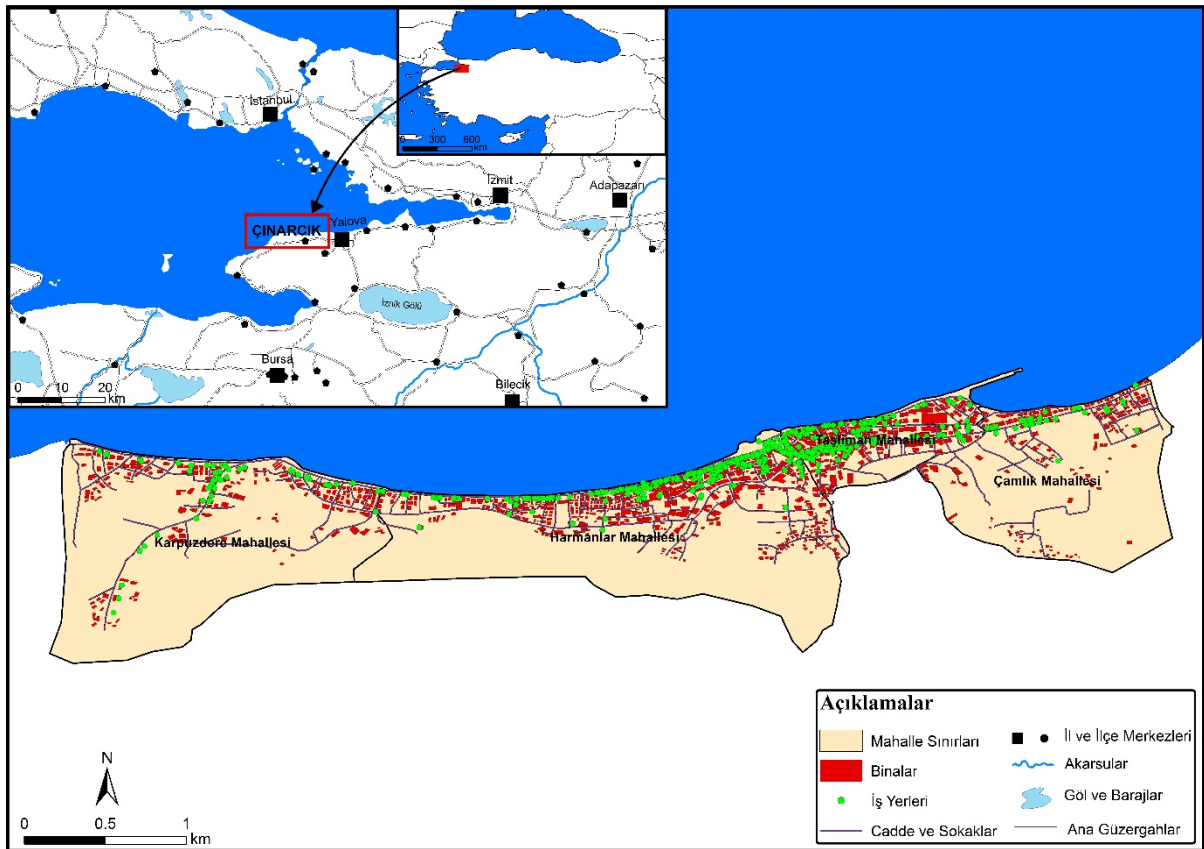 İstanbul
İzmit
Adapazarı
ÇINARCIK
Yalova
İznik Gölü
Bursa
Bilecik
0 10 20
km
0 300 600
km
Taşliman Mahallesi
Çamlık Mahallesi
Karpuzdere Mahallesi
Harmanlar Mahallesi
N
0 0.5 1
km
Açıklamalar
Mahalle Sınırları
Binalar
İş Yerleri
Cadde ve Sokaklar
İl ve İlçe Merkezleri
Akarsular
Göl ve Barajlar
Ana Güzergahlar